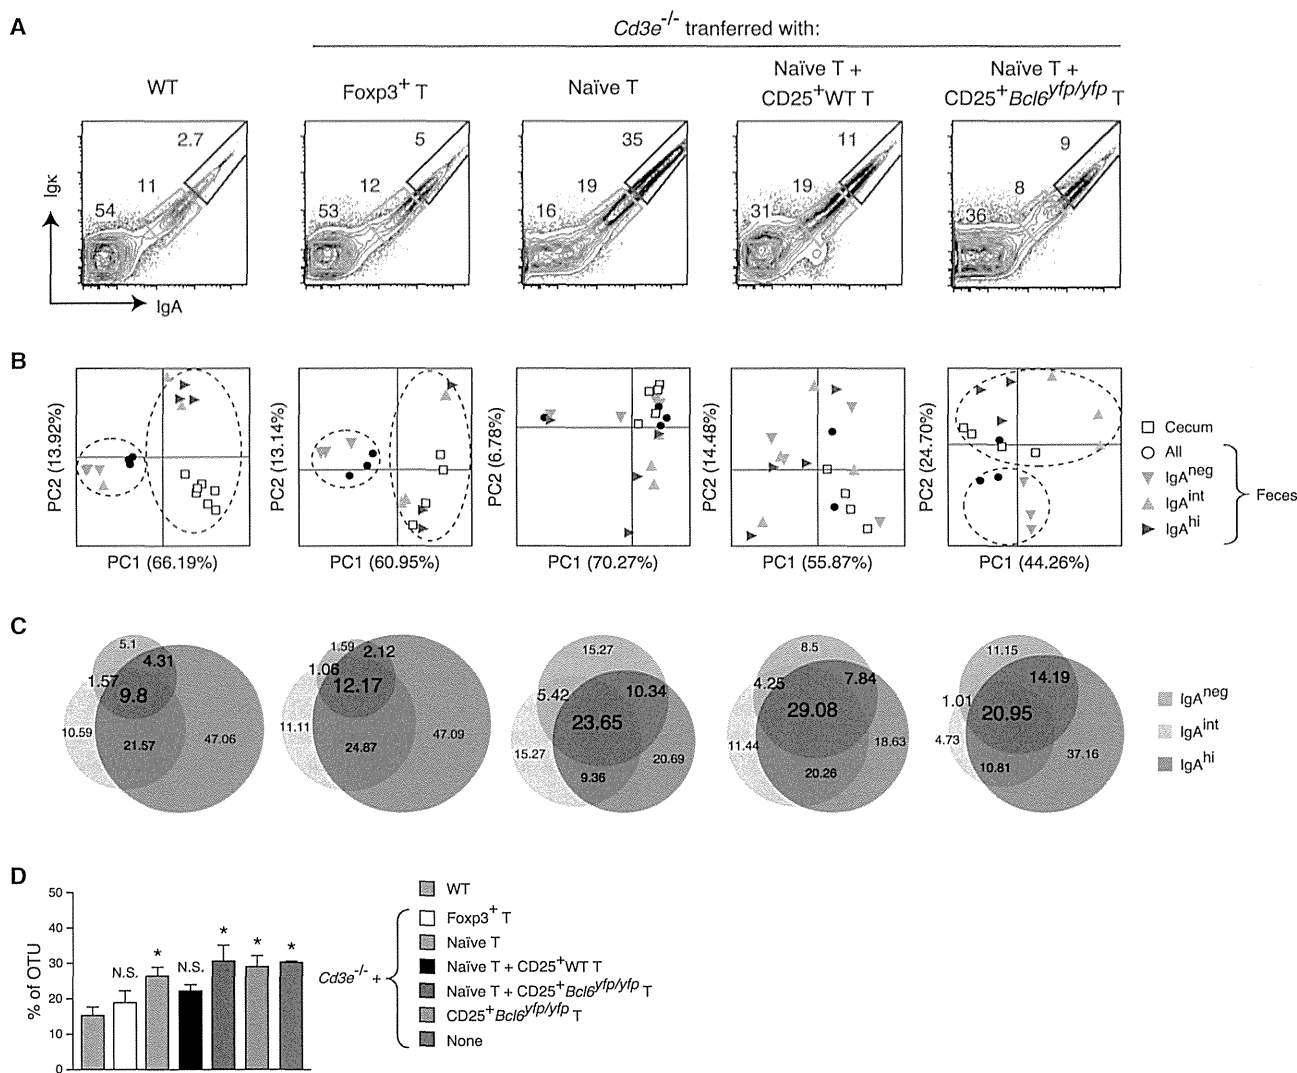 A
Cd3e-/- tranferred with:
WT
Foxp3+ T
Naïve T
Naïve T +
CD25+WT T
Naïve T +
CD25+Bcl6yfp/yfp T
2.7
11
54
5
12
53
35
19
16
11
19
31
9
8
36
Igκ
IgA
B
PC2 (13.92%)
PC1 (66.19%)
PC2 (13.14%)
PC1 (60.95%)
PC2 (6.78%)
PC1 (70.27%)
PC2 (14.48%)
PC1 (55.87%)
PC2 (24.70%)
PC1 (44.26%)
Cecum
All
IgAneg
IgAint
IgAhi
Feces
C
5.1
4.31
1.57
9.8
10.59
21.57
47.06
1.59
2.12
1.06
12.17
11.11
24.87
47.09
15.27
5.42
10.34
23.65
15.27
9.36
20.69
8.5
4.25
7.84
29.08
11.44
20.26
18.63
11.15
14.19
1.01
20.95
4.73
10.81
37.16
IgAneg
IgAint
IgAhi
D
% of OTU
50
40
30
20
10
0
N.S.
*
N.S.
*
*
*
WT
Cd3e-/- +
Foxp3+ T
Naïve T
Naïve T + CD25+WT T
Naïve T + CD25+Bcl6yfp/yfp T
CD25+Bcl6yfp/yfp T
None